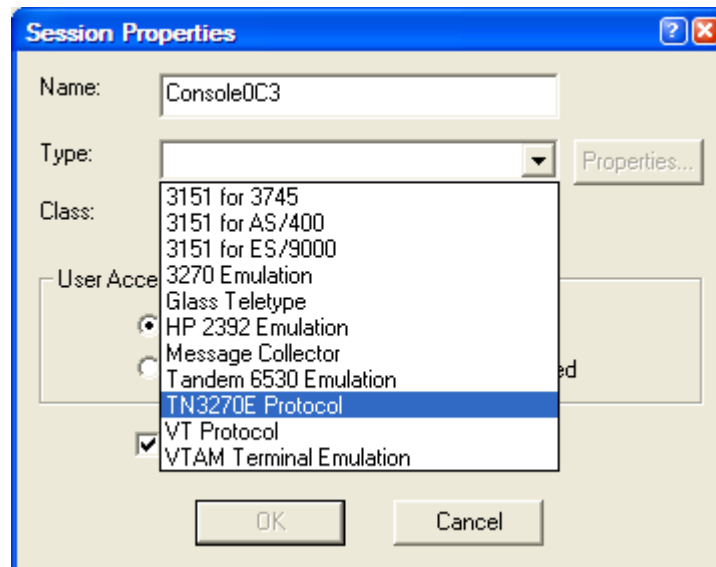 Session Properties
Name:
Console0C3
Type:
Properties...
3151 for 3745
3151 for AS/400
Class:
3151 for ES/9000
3270 Emulation
User Acce
Glass Teletype
HP 2392 Emulation
Message Collector
ed
Tandem 6530 Emulation
TN3270E Protocol
VT Protocol
VTAM Terminal Emulation
OK
Cancel